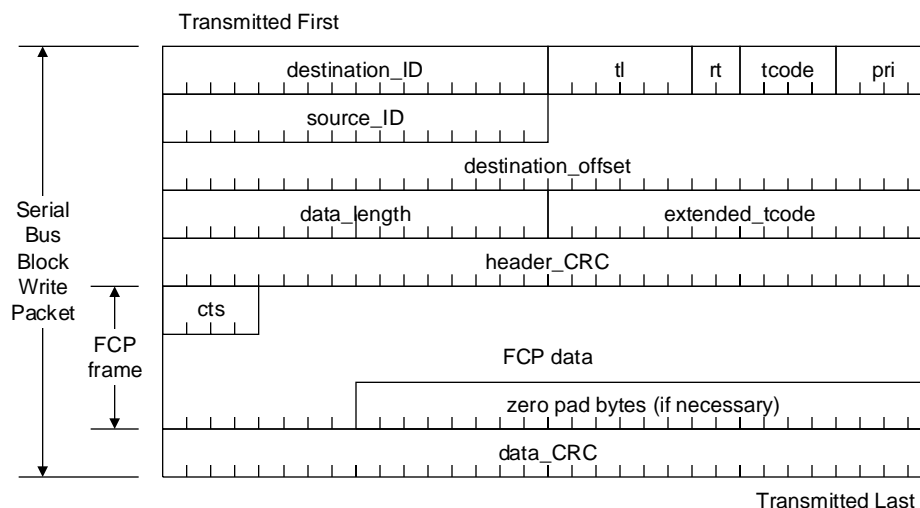 Transmitted First
destination_ID tl rt tcode pri
source_ID
destination_offset
data_length extended_tcode
header_CRC
Serial
Bus
Block
Write
Packet
cts
FCP
frame
FCP data
zero pad bytes (if necessary)
data_CRC
Transmitted Last